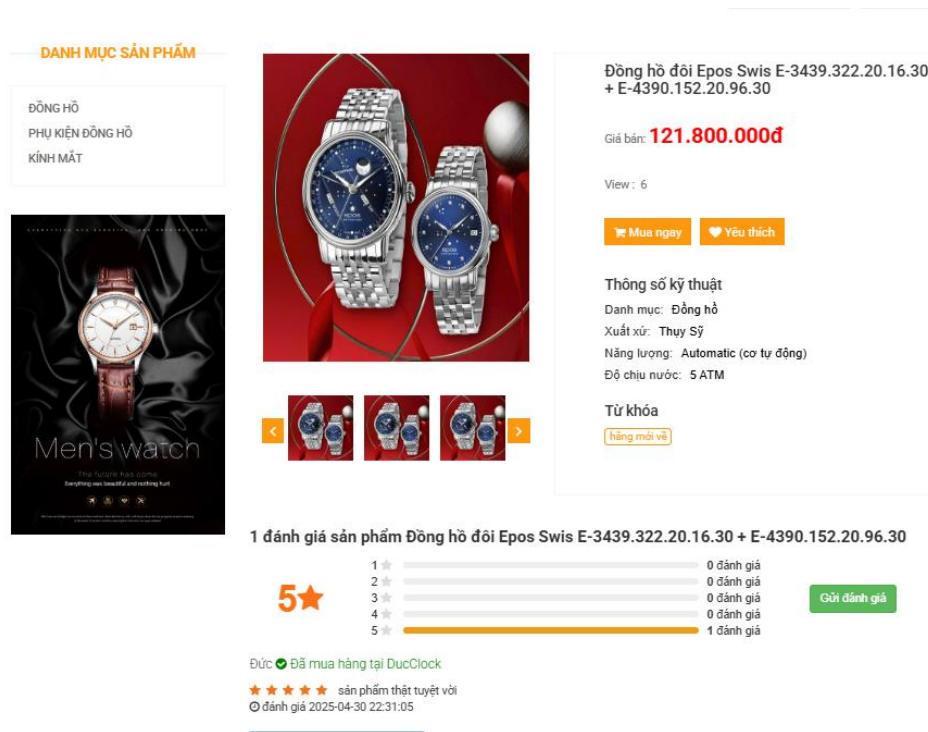 DANH MỤC SẢN PHẨM
ĐỒNG HỒ
PHỤ KIỆN ĐỒNG HỒ
KÍNH MẮT
Men's watch
The future has come
Everything was beautiful and nothing hurt
Đồng hồ đôi Epos Swis E-3439.322.20.16.30
+ E-4390.152.20.96.30
Giá bán: 121.800.000đ
View : 6
Mua ngay
Yêu thích
Thông số kỹ thuật
Danh mục: Đồng hồ
Xuất xứ: Thụy Sỹ
Năng lượng: Automatic (cơ tự động)
Độ chịu nước: 5 ATM
Từ khóa
hàng mới về
1 đánh giá sản phẩm Đồng hồ đôi Epos Swis E-3439.322.20.16.30 + E-4390.152.20.96.30
5
1 0 đánh giá
2 0 đánh giá
3 0 đánh giá
4 0 đánh giá
5 1 đánh giá
Gửi đánh giá
Đức Đã mua hàng tại DucClock
sản phẩm thật tuyệt vời
đánh giá 2025-04-30 22:31:05